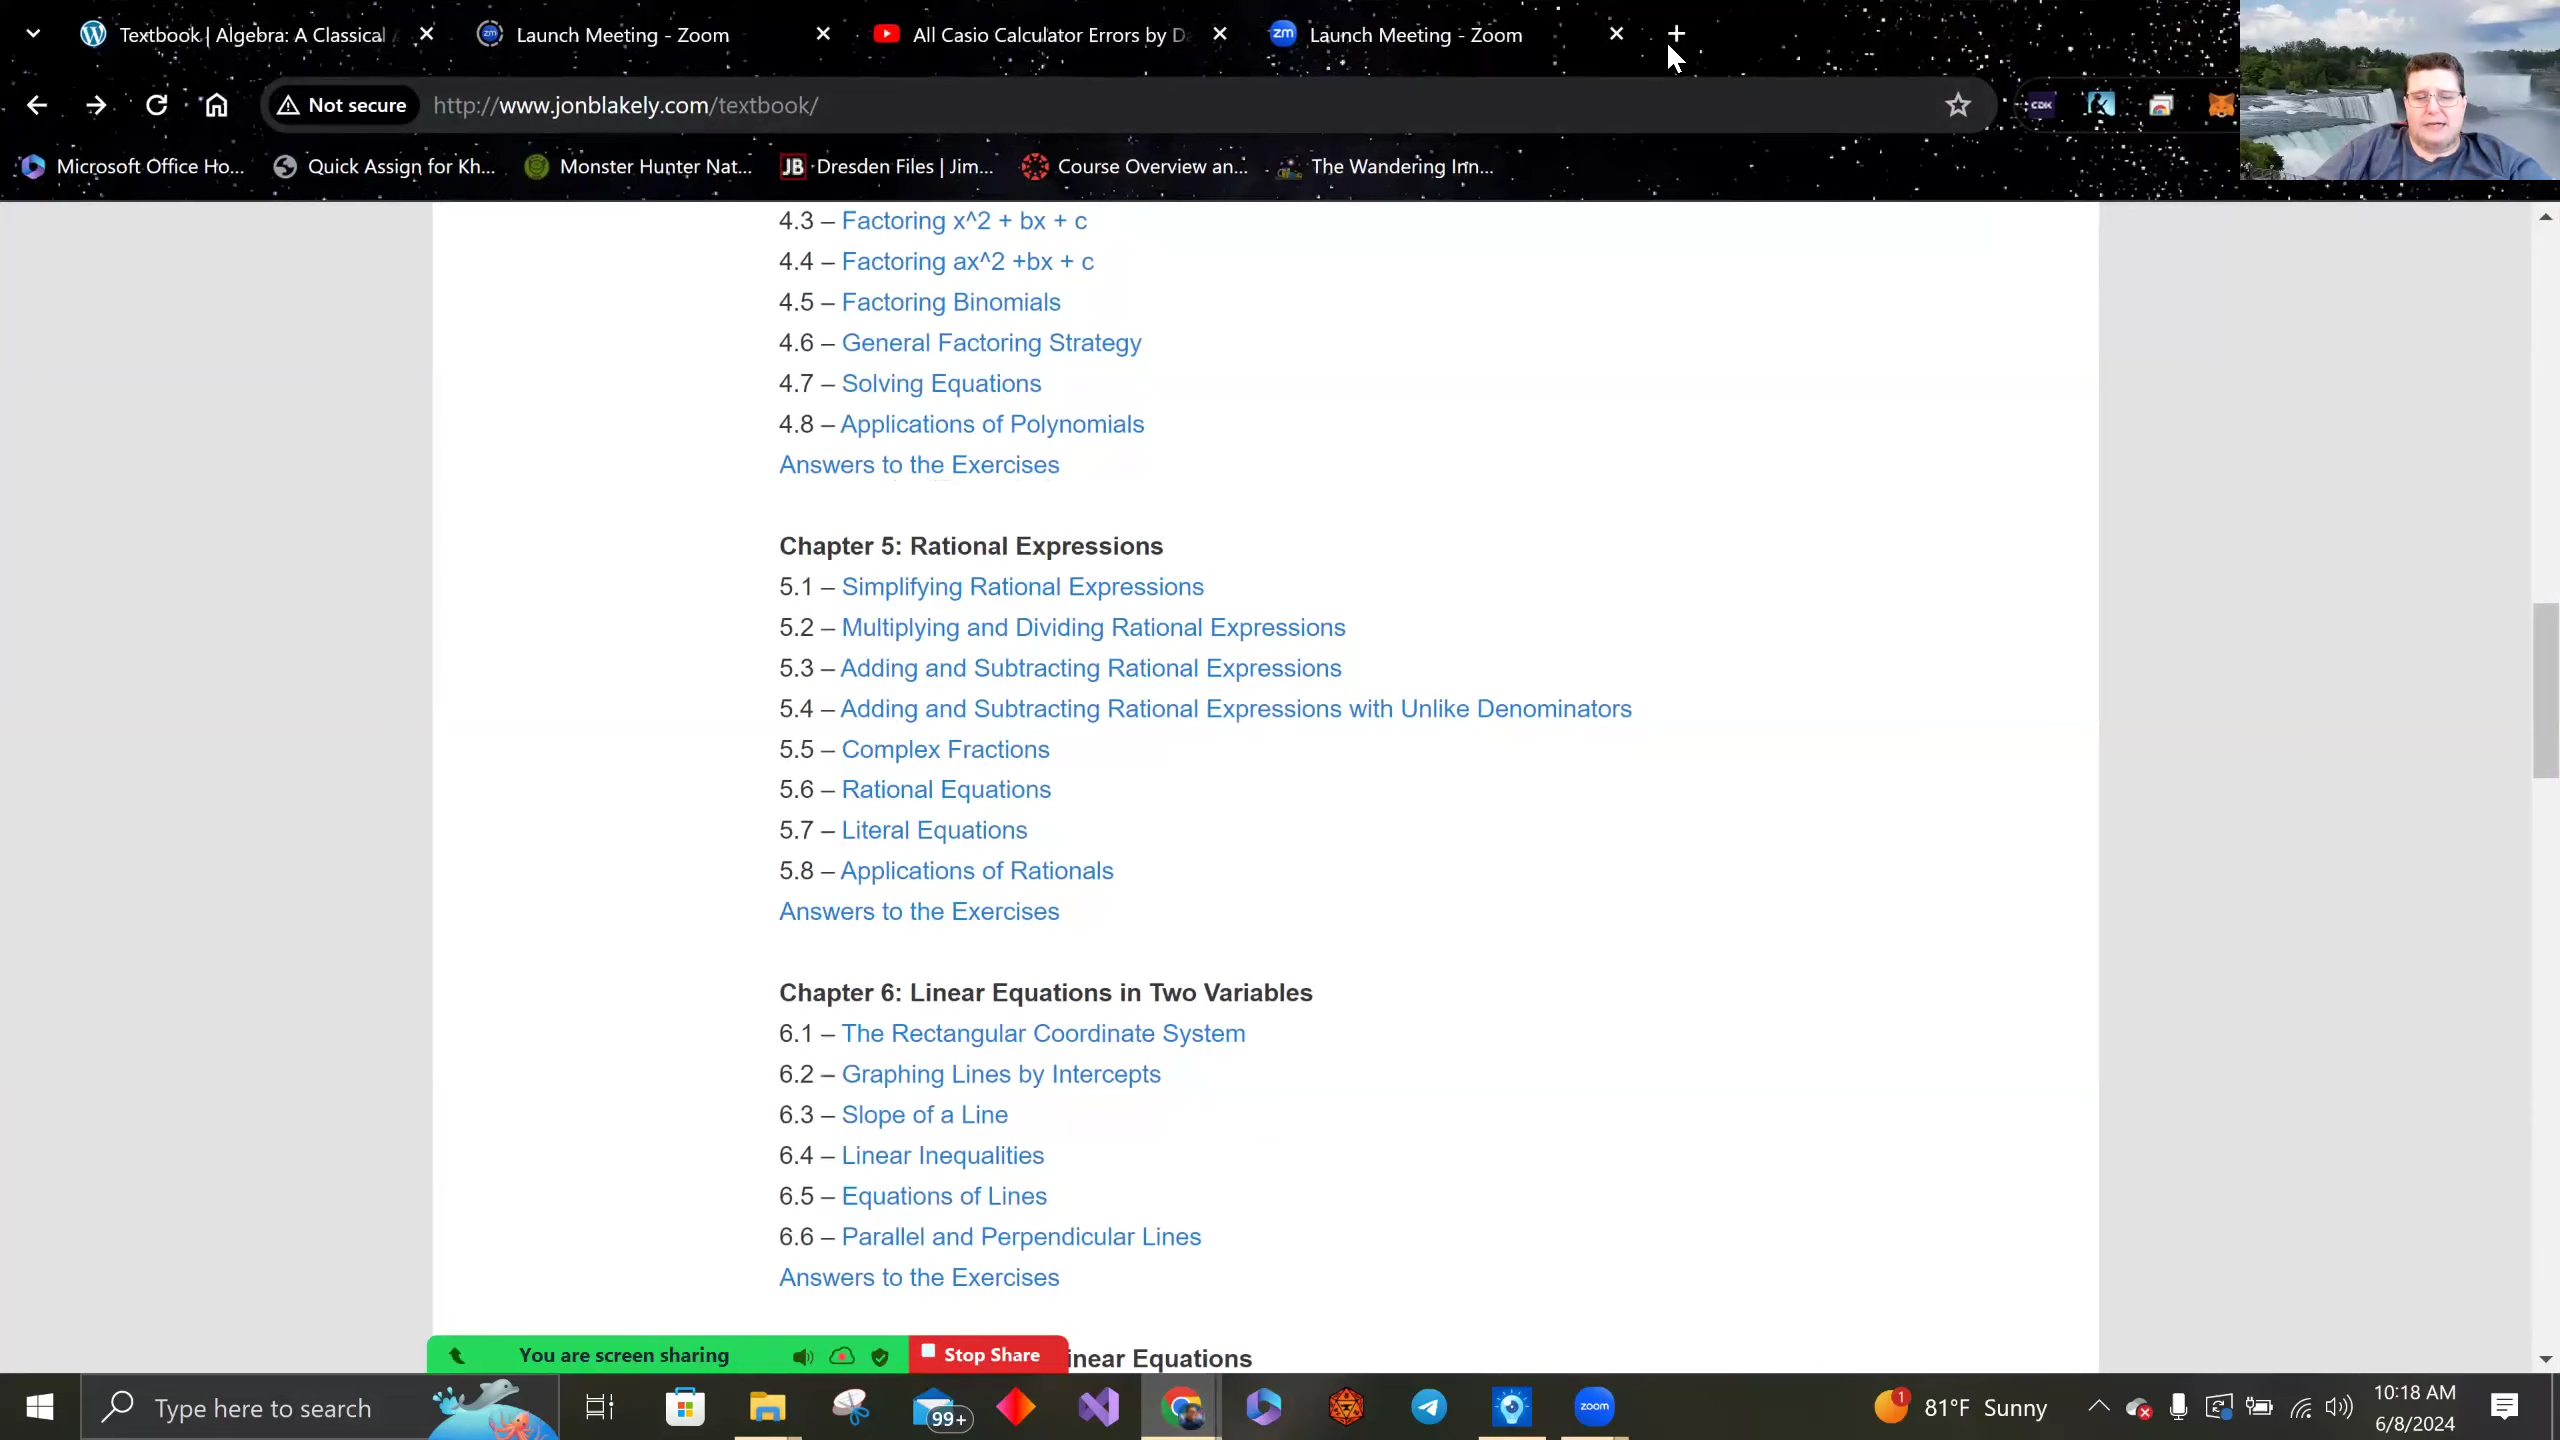 Textbook | Algebra: A Classical
Launch Meeting - Zoom
All Casio Calculator Errors by Da
zm
Launch Meeting - Zoom
Not secure
http://www.jonblakely.com/textbook/
CDK
Microsoft Office Ho...
Quick Assign for Kh...
Monster Hunter Nat...
JB
Dresden Files | Jim...
Course Overview an...
The Wandering Inn...
4.3 – Factoring x^2 + bx + c
4.4 – Factoring ax^2 +bx + c
4.5 – Factoring Binomials
4.6 – General Factoring Strategy
4.7 – Solving Equations
4.8 – Applications of Polynomials
Answers to the Exercises
Chapter 5: Rational Expressions
5.1 – Simplifying Rational Expressions
5.2 – Multiplying and Dividing Rational Expressions
5.3 – Adding and Subtracting Rational Expressions
5.4 – Adding and Subtracting Rational Expressions with Unlike Denominators
5.5 – Complex Fractions
5.6 – Rational Equations
5.7 – Literal Equations
5.8 – Applications of Rationals
Answers to the Exercises
Chapter 6: Linear Equations in Two Variables
6.1 – The Rectangular Coordinate System
6.2 – Graphing Lines by Intercepts
6.3 – Slope of a Line
6.4 – Linear Inequalities
6.5 – Equations of Lines
6.6 – Parallel and Perpendicular Lines
Answers to the Exercises
You are screen sharing
Stop Share
inear Equations
Type here to search
99+
zoom
1
81°F Sunny
10:18 AM
6/8/2024